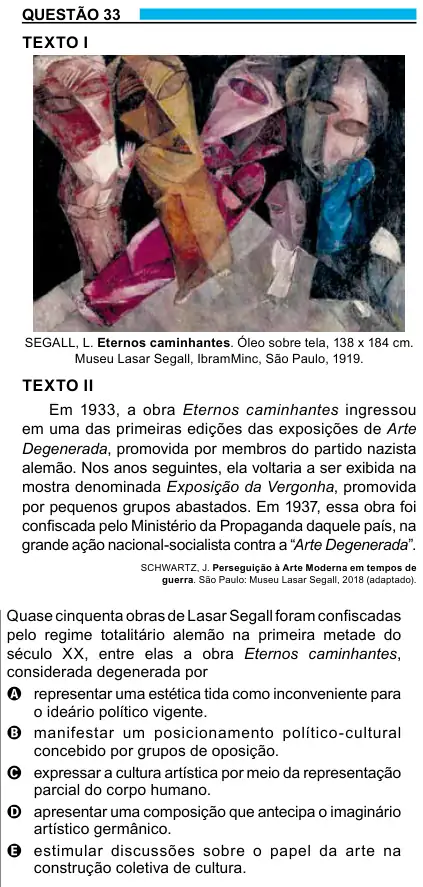 QUESTÃO 33
TEXTO I
SEGALL, L. Eternos caminhantes. Óleo sobre tela, 138 x 184 cm.
Museu Lasar Segall, IbramMinc, São Paulo, 1919.
TEXTO II
Em 1933, a obra Eternos caminhantes ingressou
em uma das primeiras edições das exposições de Arte
Degenerada, promovida por membros do partido nazista
alemão. Nos anos seguintes, ela voltaria a ser exibida na
mostra denominada Exposição da Vergonha, promovida
por pequenos grupos abastados. Em 1937, essa obra foi
confiscada pelo Ministério da Propaganda daquele país, na
grande ação nacional-socialista contra a “Arte Degenerada”.
SCHWARTZ, J. Perseguição à Arte Moderna em tempos de
guerra. São Paulo: Museu Lasar Segall, 2018 (adaptado).
Quase cinquenta obras de Lasar Segall foram confiscadas
pelo regime totalitário alemão na primeira metade do
século XX, entre elas a obra Eternos caminhantes,
considerada degenerada por
A representar uma estética tida como inconveniente para
o ideário político vigente.
B manifestar um posicionamento político-cultural
concebido por grupos de oposição.
C expressar a cultura artística por meio da representação
parcial do corpo humano.
D apresentar uma composição que antecipa o imaginário
artístico germânico.
E estimular discussões sobre o papel da arte na
construção coletiva de cultura.